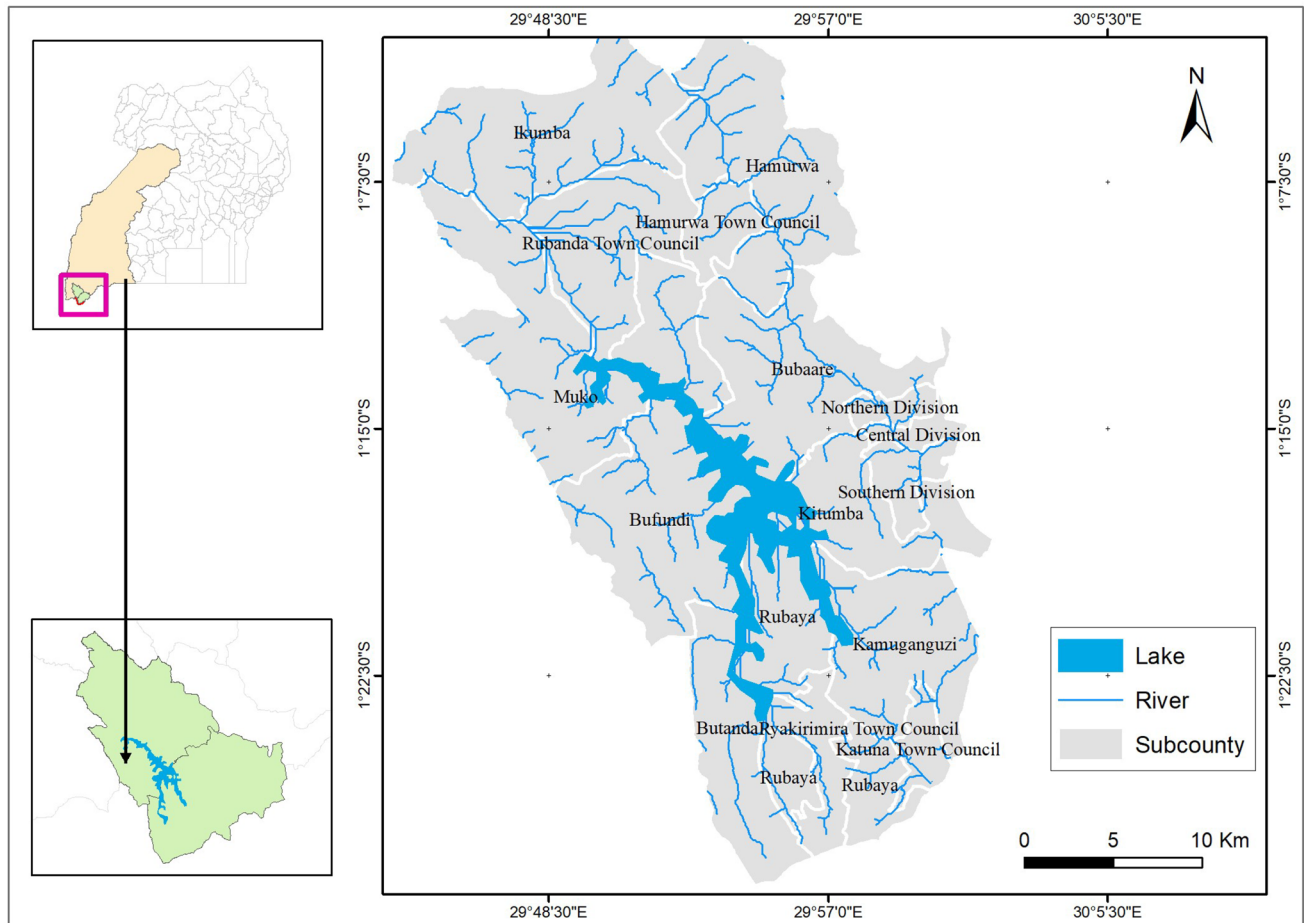 29°48'30"E
29°57'0"E
30°5'30"E
N
Ikumba
Hamurwa
1°7'30"S
1°7'30"S
Hamurwa Town Council
Rubanda Town Council
Bubaare
Muko
Northern Division
1°15'0"S
1°15'0"S
Central Division
Southern Division
Bufundi
Kitumba
Rubaya
Kamuganguzi
1°22'30"S
1°22'30"S
Butanda
Ryakirimira Town Council
Katuna Town Council
Rubaya
Rubaya
Lake
River
Subcounty
0 5 10 Km
29°48'30"E
29°57'0"E
30°5'30"E